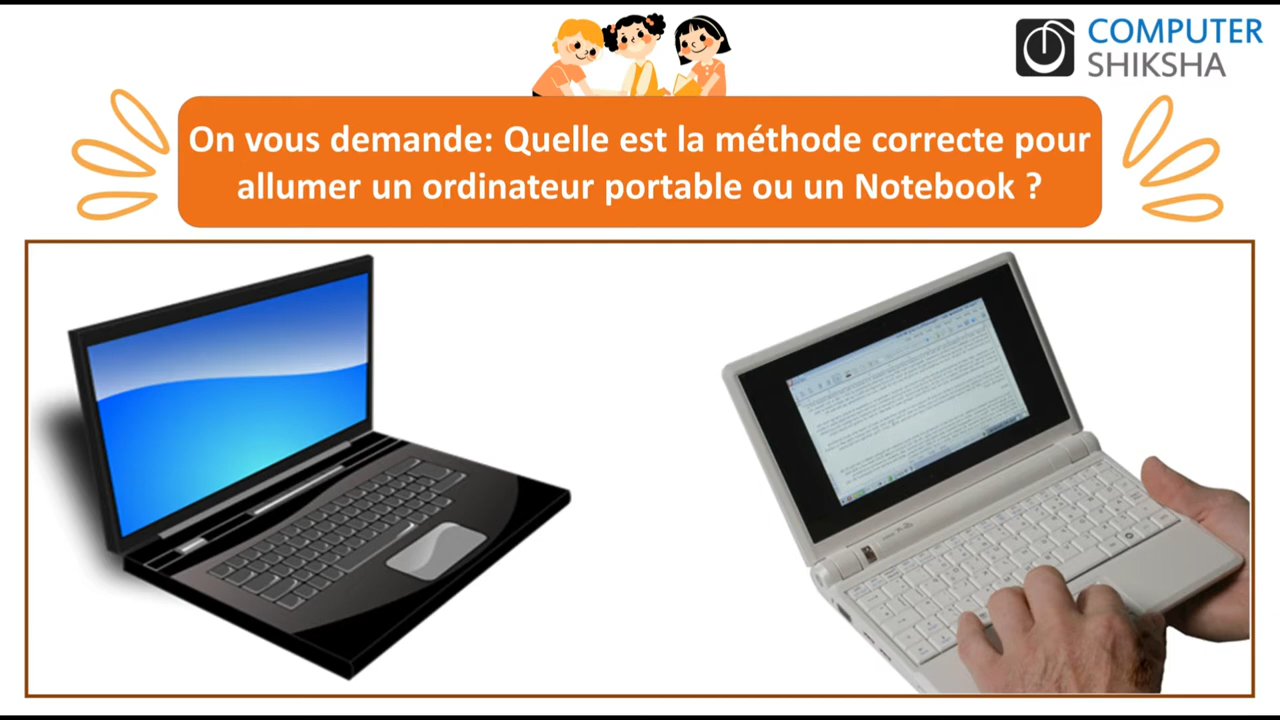 COMPUTER
SHIKSHA
On vous demande: Quelle est la méthode correcte pour
allumer un ordinateur portable ou un Notebook ?